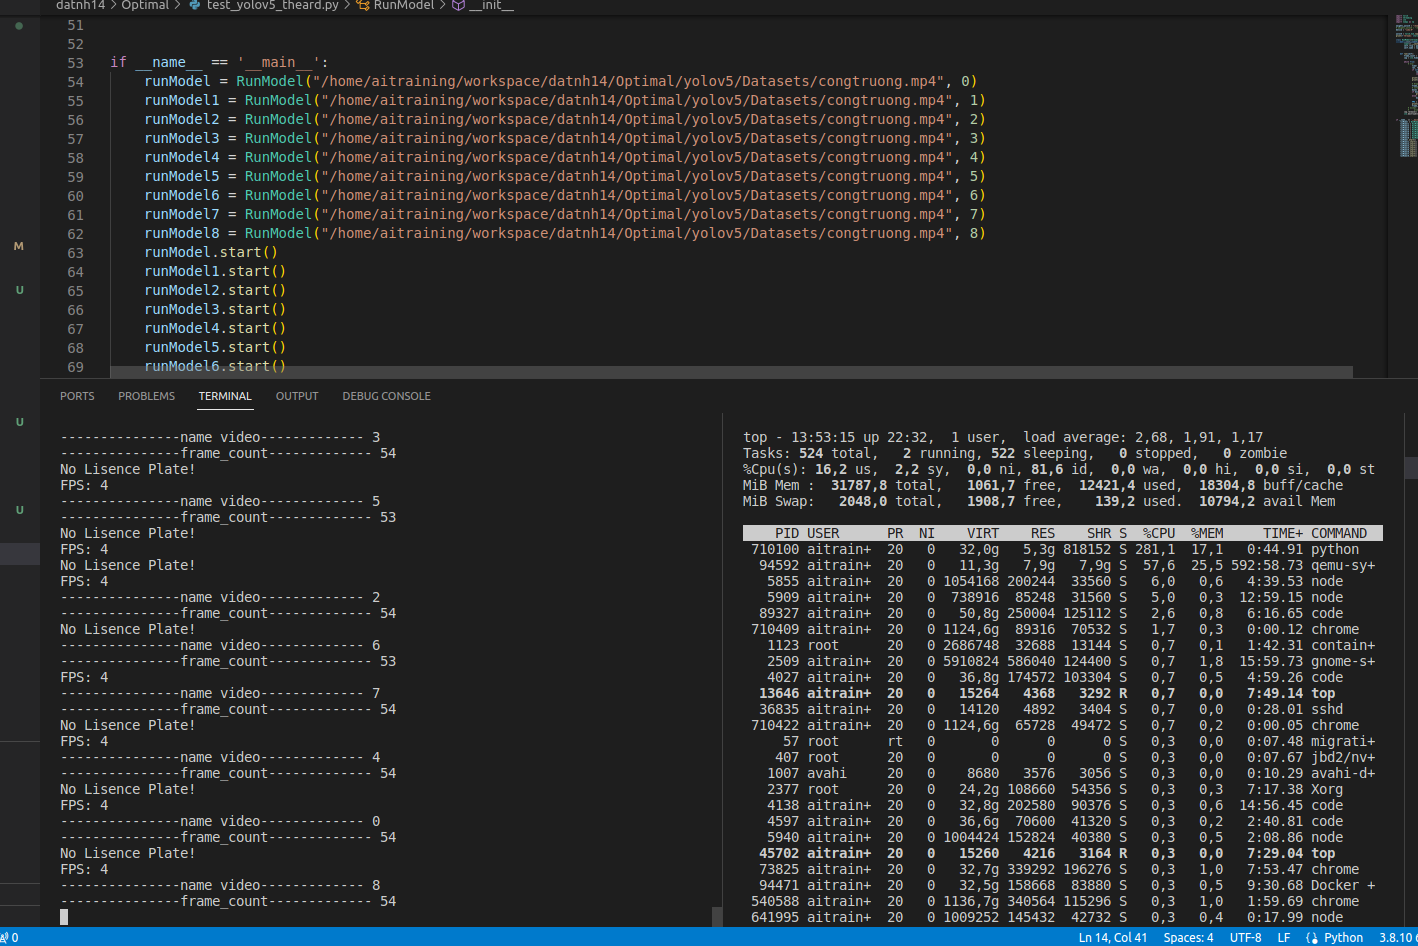 datnh14 > Optimal > test_yolov5_theard.py > RunModel > __init__
51
52
53 if __name__ == '__main__':
54 runModel = RunModel("/home/aitraining/workspace/datnh14/Optimal/yolov5/Datasets/congtruong.mp4", 0)
55 runModel1 = RunModel("/home/aitraining/workspace/datnh14/Optimal/yolov5/Datasets/congtruong.mp4", 1)
56 runModel2 = RunModel("/home/aitraining/workspace/datnh14/Optimal/yolov5/Datasets/congtruong.mp4", 2)
57 runModel3 = RunModel("/home/aitraining/workspace/datnh14/Optimal/yolov5/Datasets/congtruong.mp4", 3)
58 runModel4 = RunModel("/home/aitraining/workspace/datnh14/Optimal/yolov5/Datasets/congtruong.mp4", 4)
59 runModel5 = RunModel("/home/aitraining/workspace/datnh14/Optimal/yolov5/Datasets/congtruong.mp4", 5)
60 runModel6 = RunModel("/home/aitraining/workspace/datnh14/Optimal/yolov5/Datasets/congtruong.mp4", 6)
61 runModel7 = RunModel("/home/aitraining/workspace/datnh14/Optimal/yolov5/Datasets/congtruong.mp4", 7)
62 runModel8 = RunModel("/home/aitraining/workspace/datnh14/Optimal/yolov5/Datasets/congtruong.mp4", 8)
63 runModel.start()
64 runModel1.start()
65 runModel2.start()
66 runModel3.start()
67 runModel4.start()
68 runModel5.start()
69 runModel6.start()
M
U
U
U
PORTS PROBLEMS TERMINAL OUTPUT DEBUG CONSOLE
---------------name video------------- 3
---------------frame_count------------- 54
No Lisence Plate!
FPS: 4
---------------name video------------- 5
---------------frame_count------------- 53
No Lisence Plate!
FPS: 4
No Lisence Plate!
FPS: 4
---------------name video------------- 2
---------------frame_count------------- 54
No Lisence Plate!
---------------name video------------- 6
---------------frame_count------------- 53
FPS: 4
---------------name video------------- 7
---------------frame_count------------- 54
No Lisence Plate!
FPS: 4
---------------name video------------- 4
---------------frame_count------------- 54
No Lisence Plate!
FPS: 4
---------------name video------------- 0
---------------frame_count------------- 54
No Lisence Plate!
FPS: 4
---------------name video------------- 8
---------------frame_count------------- 54
top - 13:53:15 up 22:32, 1 user, load average: 2,68, 1,91, 1,17
Tasks: 524 total, 2 running, 522 sleeping, 0 stopped, 0 zombie
%Cpu(s): 16,2 us, 2,2 sy, 0,0 ni, 81,6 id, 0,0 wa, 0,0 hi, 0,0 si, 0,0 st
MiB Mem : 31787,8 total, 1061,7 free, 12421,4 used, 18304,8 buff/cache
MiB Swap: 2048,0 total, 1908,7 free, 139,2 used. 10794,2 avail Mem
PID USER PR NI VIRT RES SHR S %CPU %MEM TIME+ COMMAND
710100 aitrain+ 20 0 32,0g 5,3g 818152 S 281,1 17,1 0:44.91 python
94592 aitrain+ 20 0 11,3g 7,9g 7,9g S 57,6 25,5 592:58.73 qemu-sy+
5855 aitrain+ 20 0 1054168 200244 33560 S 6,0 0,6 4:39.53 node
5909 aitrain+ 20 0 738916 85248 31560 S 5,0 0,3 12:59.15 node
89327 aitrain+ 20 0 50,8g 250004 125112 S 2,6 0,8 6:16.65 code
710409 aitrain+ 20 0 1124,6g 89316 70532 S 1,7 0,3 0:00.12 chrome
1123 root 20 0 2686748 32688 13144 S 0,7 0,1 1:42.31 contain+
2509 aitrain+ 20 0 5910824 586040 124400 S 0,7 1,8 15:59.73 gnome-s+
4027 aitrain+ 20 0 36,8g 174572 103304 S 0,7 0,5 4:59.26 code
13646 aitrain+ 20 0 15264 4368 3292 R 0,7 0,0 7:49.14 top
36835 aitrain+ 20 0 14120 4892 3404 S 0,7 0,0 0:28.01 sshd
710422 aitrain+ 20 0 1124,6g 65728 49472 S 0,7 0,2 0:00.05 chrome
57 root rt 0 0 0 0 S 0,3 0,0 0:07.48 migrati+
407 root 20 0 0 0 0 S 0,3 0,0 0:07.67 jbd2/nv+
1007 avahi 20 0 8680 3576 3056 S 0,3 0,0 0:10.29 avahi-d+
2377 root 20 0 24,2g 108660 54356 S 0,3 0,3 7:17.38 Xorg
4138 aitrain+ 20 0 32,8g 202580 90376 S 0,3 0,6 14:56.45 code
4597 aitrain+ 20 0 36,6g 70600 41320 S 0,3 0,2 2:40.81 code
5940 aitrain+ 20 0 1004424 152824 40380 S 0,3 0,5 2:08.86 node
45702 aitrain+ 20 0 15260 4216 3164 R 0,3 0,0 7:29.04 top
73825 aitrain+ 20 0 32,7g 339292 196276 S 0,3 1,0 7:53.47 chrome
94471 aitrain+ 20 0 32,5g 158668 83880 S 0,3 0,5 9:30.68 Docker +
540588 aitrain+ 20 0 1136,7g 340564 115296 S 0,3 1,0 1:59.69 chrome
641995 aitrain+ 20 0 1009252 145432 42732 S 0,3 0,4 0:17.99 node
0 Ln 14, Col 41 Spaces: 4 UTF-8 LF Python 3.8.10